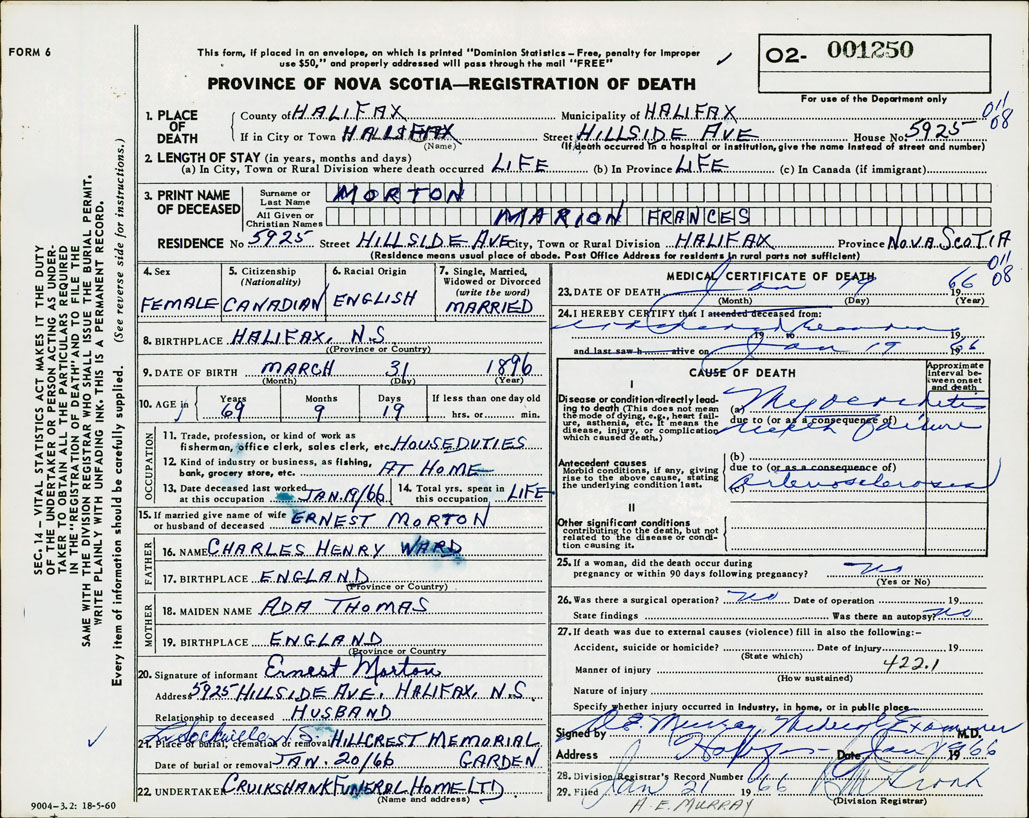 FORM 6
This form, if placed in an envelope, on which is printed "Dominion Statistics – Free, penalty for improper
use $50," and properly addressed will pass through the mail "FREE"
O2- 001250
For use of the Department only
PROVINCE OF NOVA SCOTIA—REGISTRATION OF DEATH
011
08
1. PLACE OF DEATH
County of HALIFAX Municipality of HALIFAX
If in City or Town HALIFAX Street HILLSIDE AVE House No. 5925
(Name) (If death occurred in a hospital or institution, give the name instead of street and number)
2. LENGTH OF STAY (in years, months and days)
(a) In City, Town or Rural Division where death occurred LIFE (b) In Province LIFE (c) In Canada (if immigrant)
3. PRINT NAME OF DECEASED
Surname or Last Name MORTON
All Given or Christian Names MARION FRANCES
RESIDENCE No 5925 Street HILLSIDE AVE City, Town or Rural Division HALIFAX Province NOVA SCOTIA
(Residence means usual place of abode. Post Office Address for residents in rural parts not sufficient)
011
08
4. Sex FEMALE
5. Citizenship (Nationality) CANADIAN
6. Racial Origin ENGLISH
7. Single, Married, Widowed or Divorced (write the word) MARRIED
8. BIRTHPLACE HALIFAX, N.S.
(Province or Country)
9. DATE OF BIRTH MARCH 31 1896
(Month) (Day) (Year)
10. AGE in Years 69 Months 9 Days 19 If less than one day old
hrs. or min.
OCCUPATION
11. Trade, profession, or kind of work as
fisherman, office clerk, sales clerk, etc. HOUSEDUTIES
12. Kind of industry or business, as fishing,
bank, grocery store, etc. AT HOME
13. Date deceased last worked at this occupation JAN. 19/66
14. Total yrs. spent in this occupation LIFE
15. If married give name of wife or husband of deceased ERNEST MORTON
FATHER
16. NAME CHARLES HENRY WARD
17. BIRTHPLACE ENGLAND
(Province or Country)
MOTHER
18. MAIDEN NAME ADA THOMAS
19. BIRTHPLACE ENGLAND
(Province or Country)
20. Signature of informant Ernest Morton
Address 5925 HILLSIDE AVE, HALIFAX, N.S.
Relationship to deceased HUSBAND
N.S.
21. Place of burial, cremation or removal HILLCREST MEMORIAL
Date of burial or removal JAN. 20/66 GARDEN
22. UNDERTAKER CRUIKSHANK FUNERAL HOME LTD
(Name and address)
MEDICAL CERTIFICATE OF DEATH
23. DATE OF DEATH Jan 19 1966
(Month) (Day) (Year)
24. I HEREBY CERTIFY that I attended deceased from:
19 to 19
and last saw h alive on Jan 19 1966
CAUSE OF DEATH
Approximate interval between onset and death
I
Disease or condition directly leading to death (This does not mean the mode of dying, e.g., heart failure, asthenia, etc. It means the disease, injury, or complication which caused death.)
(a) Myocarditis
due to (or as a consequence of)
Antecedent causes
Morbid conditions, if any, giving rise to the above cause, stating the underlying condition last.
(b)
due to (or as a consequence of)
(c) Arteriosclerosis
II
Other significant conditions
contributing to the death, but not related to the disease or condition causing it.
25. If a woman, did the death occur during
pregnancy or within 90 days following pregnancy? no
(Yes or No)
26. Was there a surgical operation? no Date of operation 19
State findings Was there an autopsy? no
27. If death was due to external causes (violence) fill in also the following:–
Accident, suicide or homicide? Date of injury 19
(State which)
422.1
Manner of injury
(How sustained)
Nature of injury
Specify whether injury occurred in industry, in home, or in public place
Signed by A E Murray, Medical Examiner M.D.
Address Halifax Date Jan 19 1966
28. Division Registrar's Record Number
29. Filed Jan 21 1966
(Division Registrar)
A. E. MURRAY
9004–3.2: 18-5-60
SEC. 14 – VITAL STATISTICS ACT MAKES IT THE DUTY
OF THE UNDERTAKER OR PERSON ACTING AS UNDER-
TAKER TO OBTAIN ALL THE PARTICULARS REQUIRED
IN THE "REGISTRATION OF DEATH" AND TO FILE THE
SAME WITH THE DIVISION REGISTRAR WHO SHALL ISSUE THE BURIAL PERMIT.
WRITE PLAINLY WITH UNFADING INK. THIS IS A PERMANENT RECORD.
Every item of information should be carefully supplied. (See reverse side for instructions.)